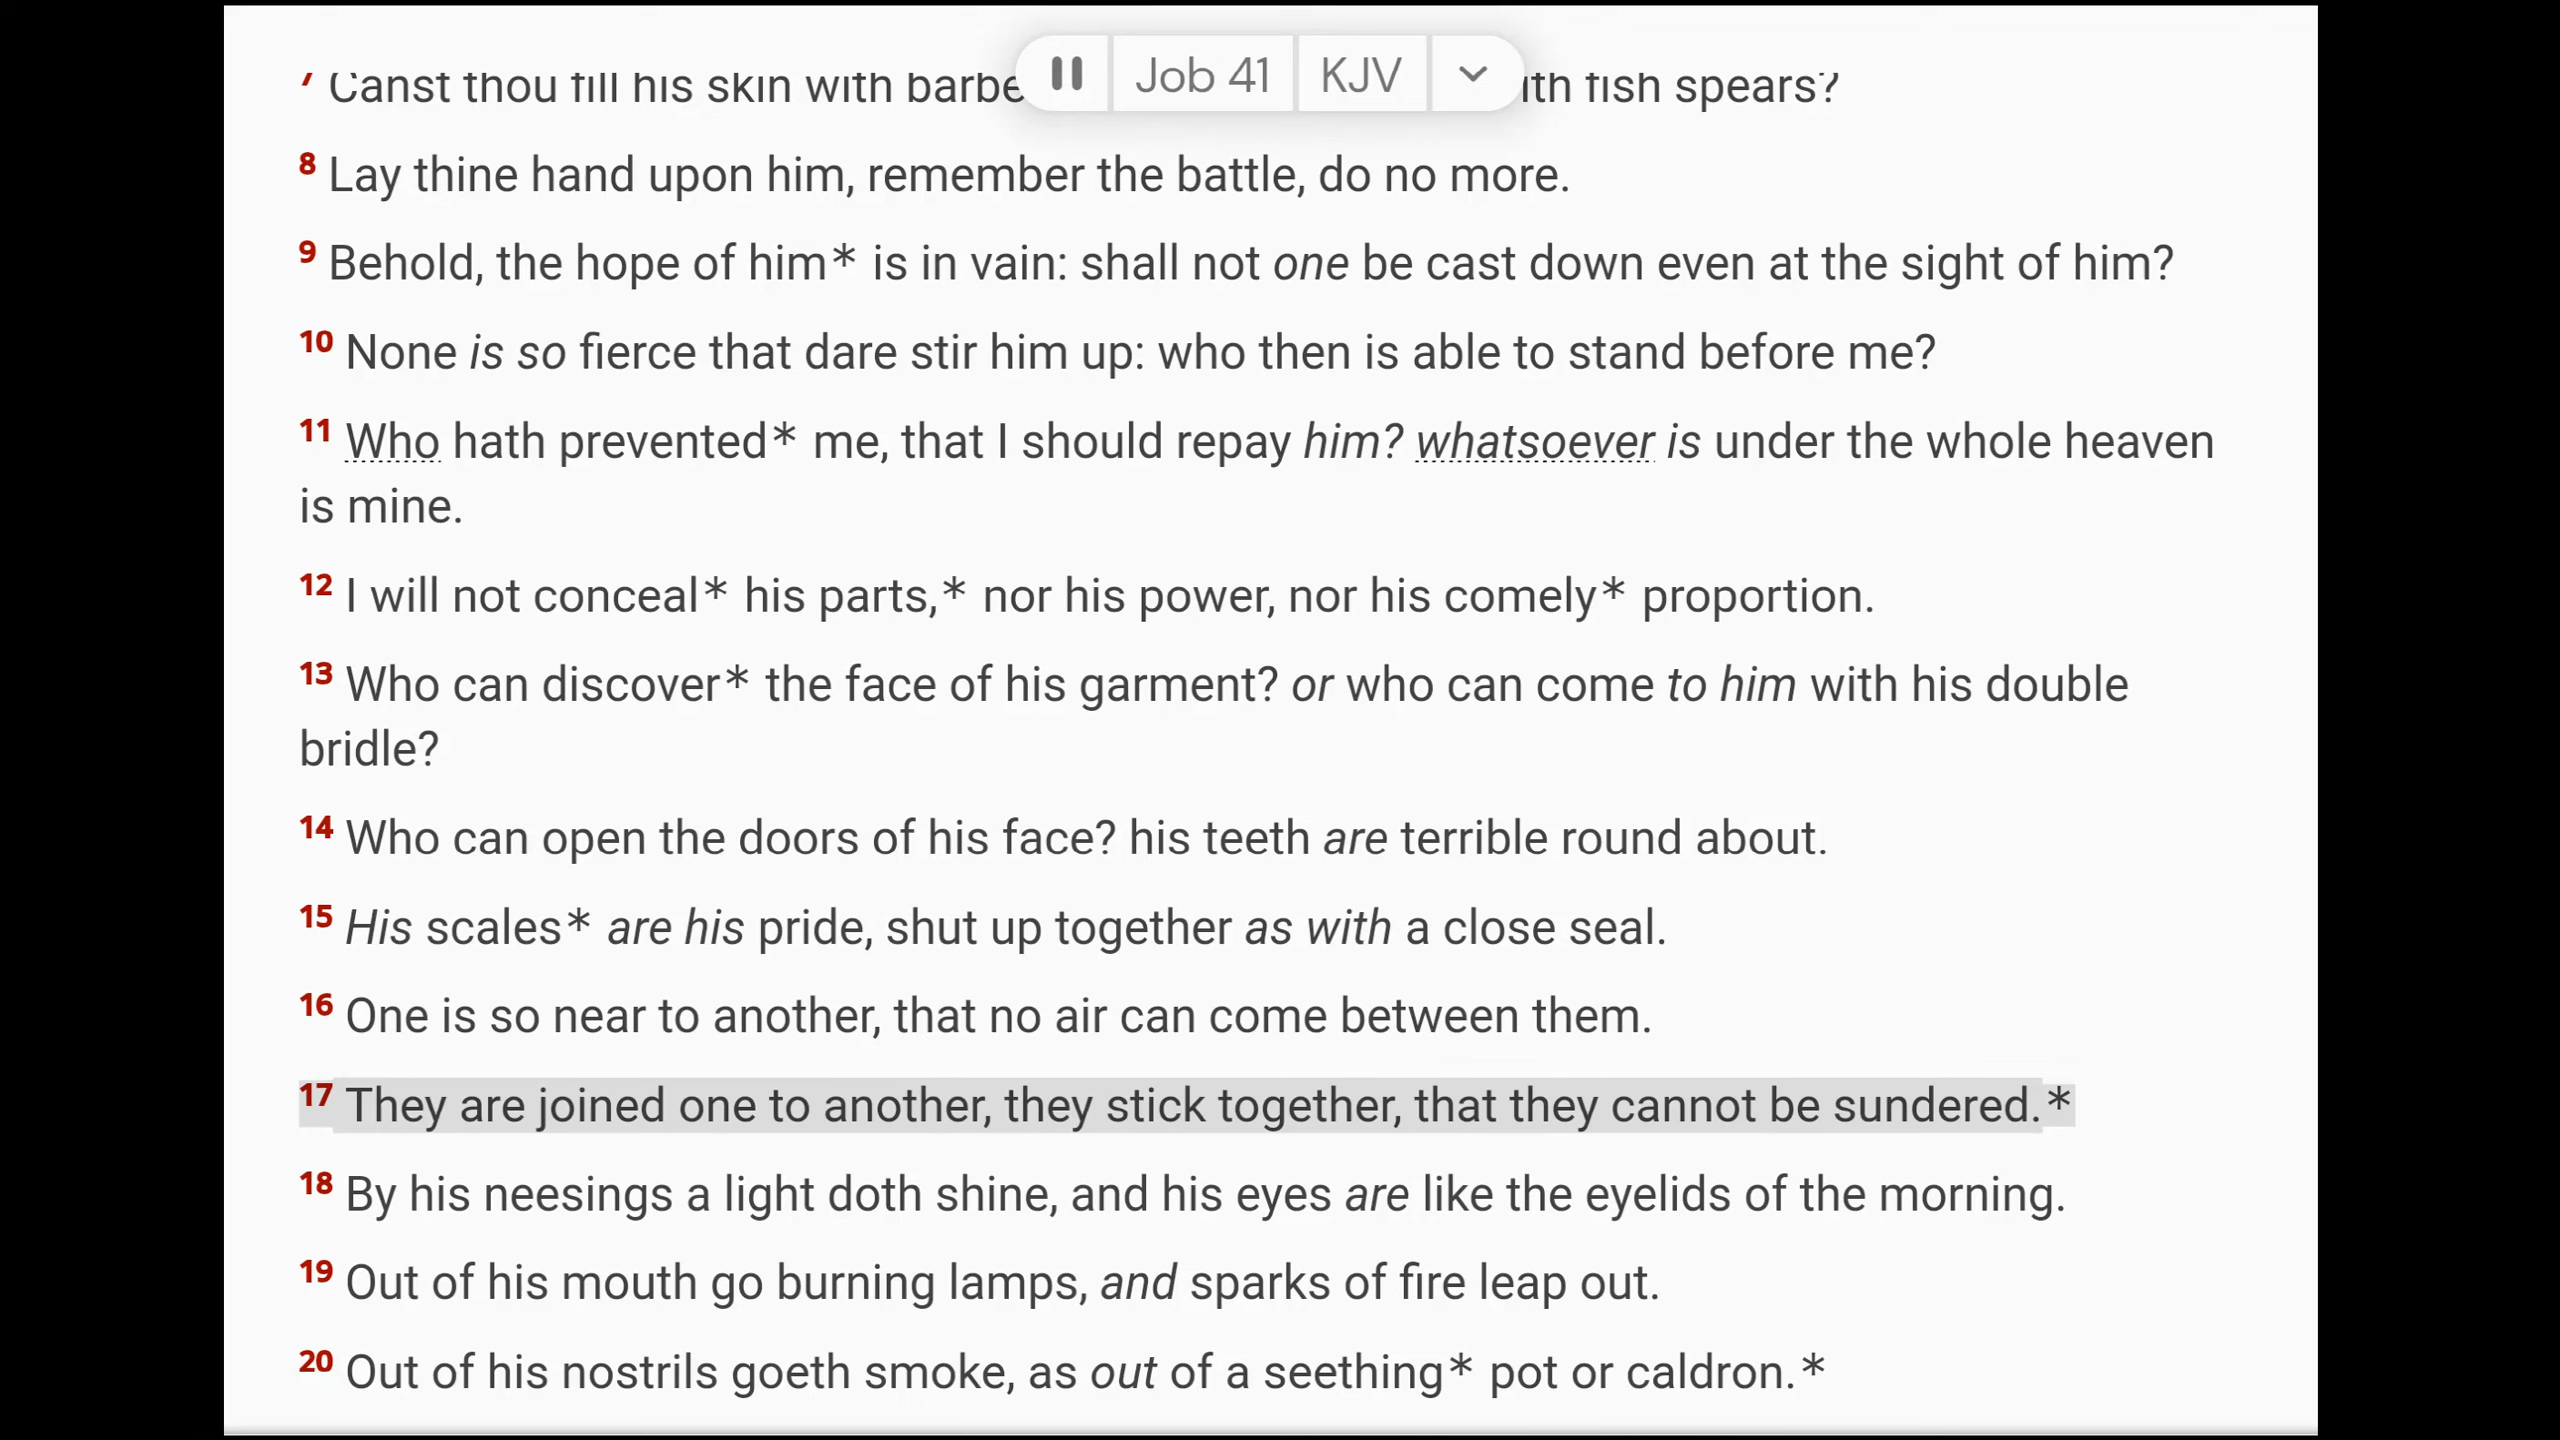 Job 41 KJV
7 Canst thou fill his skin with barbe ith fish spears?
8 Lay thine hand upon him, remember the battle, do no more.
9 Behold, the hope of him* is in vain: shall not one be cast down even at the sight of him?
10 None is so fierce that dare stir him up: who then is able to stand before me?
11 Who hath prevented* me, that I should repay him? whatsoever is under the whole heaven
is mine.
12 I will not conceal* his parts,* nor his power, nor his comely* proportion.
13 Who can discover* the face of his garment? or who can come to him with his double
bridle?
14 Who can open the doors of his face? his teeth are terrible round about.
15 His scales* are his pride, shut up together as with a close seal.
16 One is so near to another, that no air can come between them.
17 They are joined one to another, they stick together, that they cannot be sundered.*
18 By his neesings a light doth shine, and his eyes are like the eyelids of the morning.
19 Out of his mouth go burning lamps, and sparks of fire leap out.
20 Out of his nostrils goeth smoke, as out of a seething* pot or caldron.*